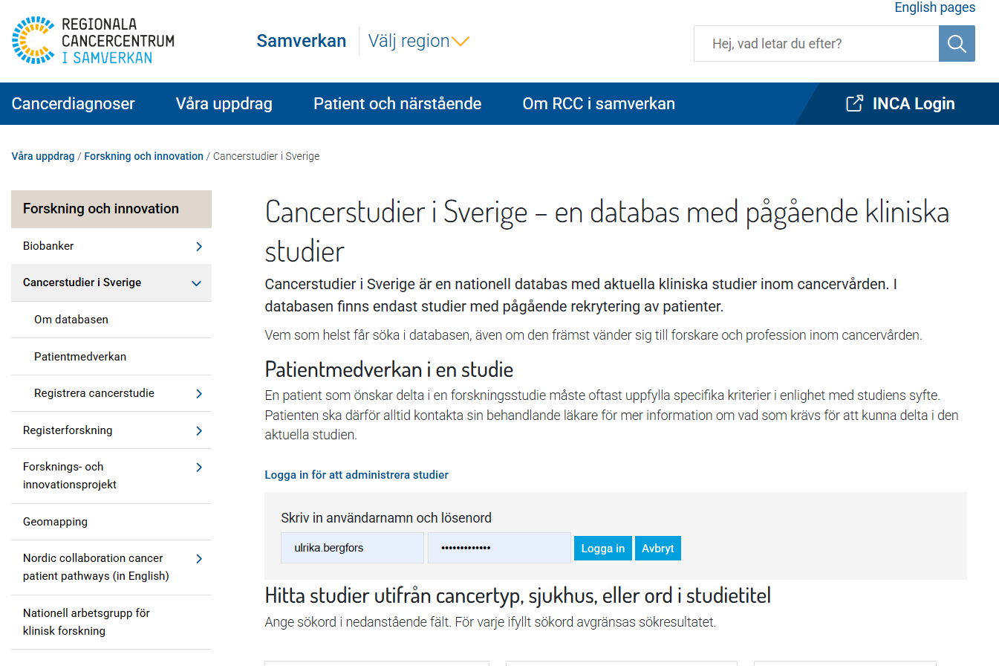 English pages
REGIONALA
CANCERCENTRUM
I SAMVERKAN
Samverkan
Välj region
Hej, vad letar du efter?
Cancerdiagnoser
Våra uppdrag
Patient och närstående
Om RCC i samverkan
INCA Login
Våra uppdrag / Forskning och innovation / Cancerstudier i Sverige
Forskning och innovation
Biobanker
Cancerstudier i Sverige
Om databasen
Patientmedverkan
Registrera cancerstudie
Registerforskning
Forsknings- och
innovationsprojekt
Geomapping
Nordic collaboration cancer
patient pathways (in English)
Nationell arbetsgrupp för
klinisk forskning
Cancerstudier i Sverige – en databas med pågående kliniska
studier
Cancerstudier i Sverige är en nationell databas med aktuella kliniska studier inom cancervården. I
databasen finns endast studier med pågående rekrytering av patienter.
Vem som helst får söka i databasen, även om den främst vänder sig till forskare och profession inom cancervården.
Patientmedverkan i en studie
En patient som önskar delta i en forskningsstudie måste oftast uppfylla specifika kriterier i enlighet med studiens syfte.
Patienten ska därför alltid kontakta sin behandlande läkare för mer information om vad som krävs för att kunna delta i den
aktuella studien.
Logga in för att administrera studier
Skriv in användarnamn och lösenord
ulrika.bergfors
•••••••••••••
Logga in
Avbryt
Hitta studier utifrån cancertyp, sjukhus, eller ord i studietitel
Ange sökord i nedanstående fält. För varje ifyllt sökord avgränsas sökresultatet.